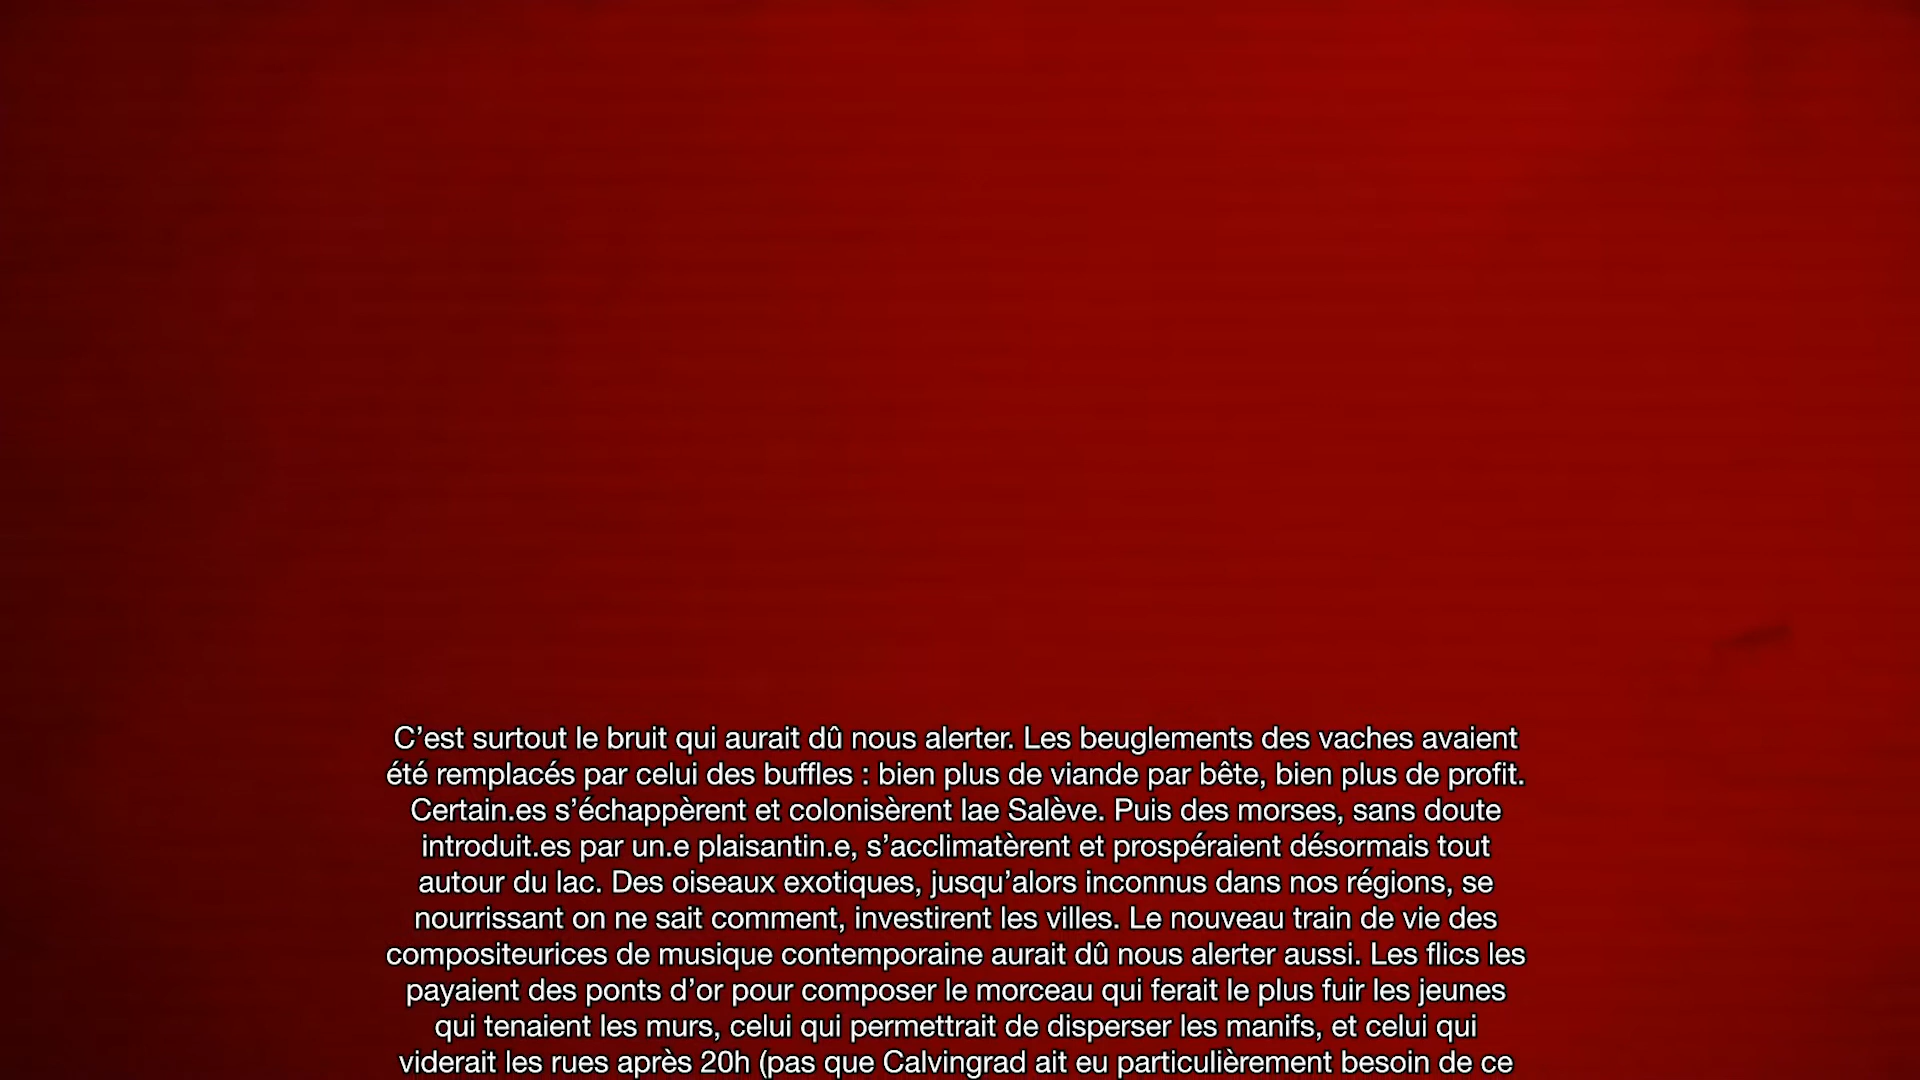 C’est surtout le bruit qui aurait dû nous alerter. Les beuglements des vaches avaient
été remplacés par celui des buffles : bien plus de viande par bête, bien plus de profit.
Certain.es s’échappèrent et colonisèrent lae Salève. Puis des morses, sans doute
introduit.es par un.e plaisantin.e, s’acclimatèrent et prospéraient désormais tout
autour du lac. Des oiseaux exotiques, jusqu’alors inconnus dans nos régions, se
nourrissant on ne sait comment, investirent les villes. Le nouveau train de vie des
compositeurices de musique contemporaine aurait dû nous alerter aussi. Les flics les
payaient des ponts d’or pour composer le morceau qui ferait le plus fuir les jeunes
qui tenaient les murs, celui qui permettrait de disperser les manifs, et celui qui
viderait les rues après 20h (pas que Calvingrad ait eu particulièrement besoin de ce